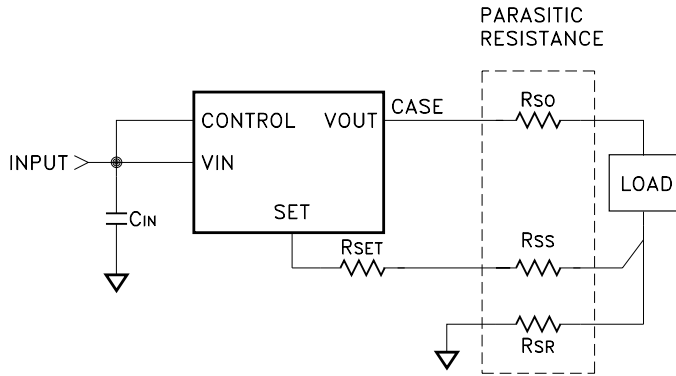 PARASITIC
RESISTANCE
CASE
RSO
CONTROL
VOUT
INPUT
VIN
LOAD
SET
CIN
RSET
RSS
RSR